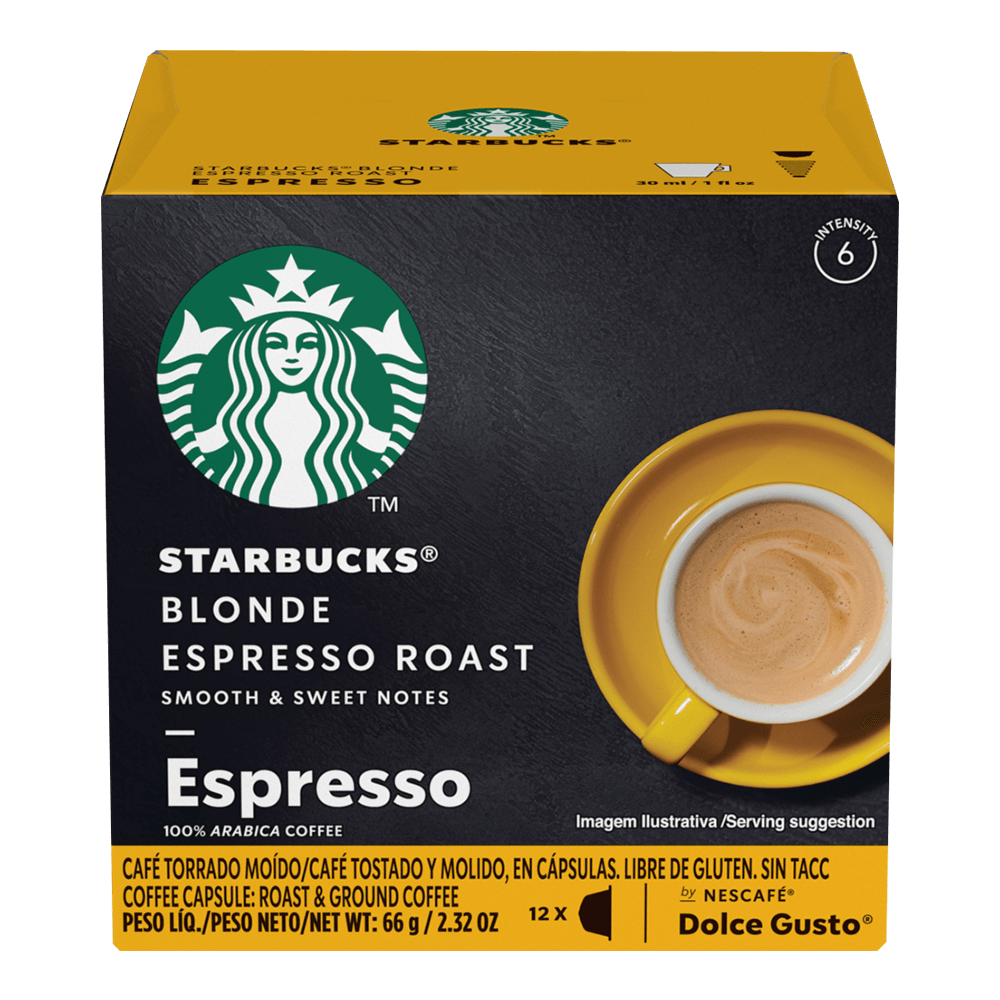 TM
STARBUCKS®
STARBUCKS® BLONDE
ESPRESSO ROAST
ESPRESSO
30 ml / 1 fl oz
INTENSITY
6
TM
STARBUCKS®
BLONDE
ESPRESSO ROAST
SMOOTH & SWEET NOTES
Espresso
100% ARABICA COFFEE
Imagem Ilustrativa /Serving suggestion
CAFÉ TORRADO MOÍDO/CAFÉ TOSTADO Y MOLIDO, EN CÁPSULAS. LIBRE DE GLUTEN. SIN TACC
COFFEE CAPSULE: ROAST & GROUND COFFEE
PESO LÍQ./PESO NETO/NET WT: 66 g / 2.32 OZ
12 X
by NESCAFÉ®
Dolce Gusto®